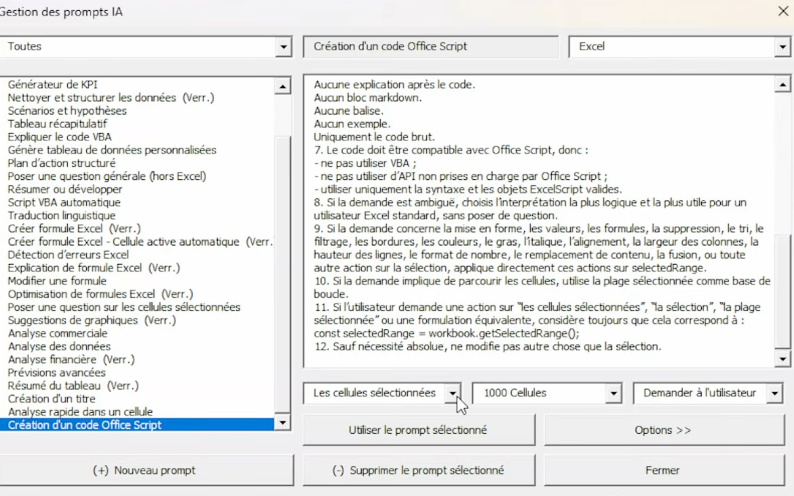 Gestion des prompts IA
Toutes
Création d'un code Office Script
Excel
Générateur de KPI
Nettoyer et structurer les données (Verr.)
Scénarios et hypothèses
Tableau récapitulatif
Expliquer le code VBA
Génère tableau de données personnalisées
Plan d'action structuré
Poser une question générale (hors Excel)
Résumer ou développer
Script VBA automatique
Traduction linguistique
Créer formule Excel (Verr.)
Créer formule Excel - Cellule active automatique (Verr.
Détection d'erreurs Excel
Explication de formule Excel (Verr.)
Modifier une formule
Optimisation de formules Excel (Verr.)
Poser une question sur les cellules sélectionnées
Suggestions de graphiques (Verr.)
Analyse commerciale
Analyse des données
Analyse financière (Verr.)
Prévisions avancées
Résumé du tableau (Verr.)
Création d'un titre
Analyse rapide dans un cellule
Création d'un code Office Script
Aucune explication après le code.
Aucun bloc markdown.
Aucune balise.
Aucun exemple.
Uniquement le code brut.
7. Le code doit être compatible avec Office Script, donc :
- ne pas utiliser VBA ;
- ne pas utiliser d'API non prises en charge par Office Script ;
- utiliser uniquement la syntaxe et les objets ExcelScript valides.
8. Si la demande est ambiguë, choisis l'interprétation la plus logique et la plus utile pour un
utilisateur Excel standard, sans poser de question.
9. Si la demande concerne la mise en forme, les valeurs, les formules, la suppression, le tri, le
filtrage, les bordures, les couleurs, le gras, l'italique, l'alignement, la largeur des colonnes, la
hauteur des lignes, le format de nombre, le remplacement de contenu, la fusion, ou toute
autre action sur la sélection, applique directement ces actions sur selectedRange.
10. Si la demande implique de parcourir les cellules, utilise la plage sélectionnée comme base de
boucle.
11. Si l'utilisateur demande une action sur "les cellules sélectionnées", "la sélection", "la plage
sélectionnée" ou une formulation équivalente, considère toujours que cela correspond à :
const selectedRange = workbook.getSelectedRange();
12. Sauf nécessité absolue, ne modifie pas autre chose que la sélection.
Les cellules sélectionnées
1000 Cellules
Demander à l'utilisateur
Utiliser le prompt sélectionné
Options >>
(+) Nouveau prompt
(-) Supprimer le prompt sélectionné
Fermer